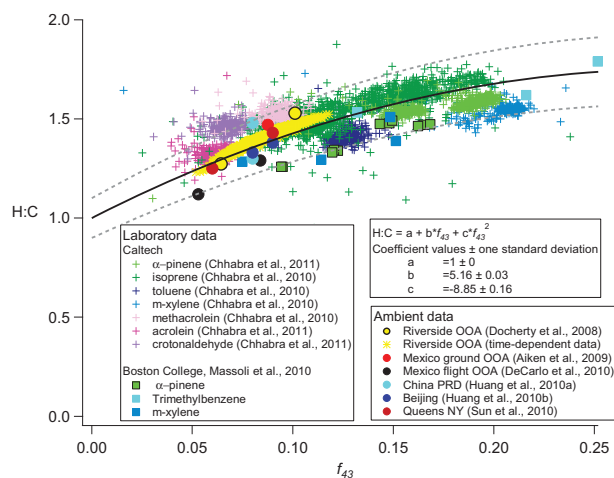 2.0
1.5
H:C
1.0
0.5
0.0
Laboratory data
Caltech
α-pinene (Chhabra et al., 2011)
isoprene (Chhabra et al., 2010)
toluene (Chhabra et al., 2010)
m-xylene (Chhabra et al., 2010)
methacrolein (Chhabra et al., 2010)
acrolein (Chhabra et al., 2011)
crotonaldehyde (Chhabra et al., 2011)
Boston College, Massoli et al., 2010
α-pinene
Trimethylbenzene
m-xylene
H:C = a + b*f43 + c*f43²
Coefficient values ± one standard deviation
a =1 ± 0
b =5.16 ± 0.03
c =-8.85 ± 0.16
Ambient data
Riverside OOA (Docherty et al., 2008)
Riverside OOA (time-dependent data)
Mexico ground OOA (Aiken et al., 2009)
Mexico flight OOA (DeCarlo et al., 2010)
China PRD (Huang et al., 2010a)
Beijing (Huang et al., 2010b)
Queens NY (Sun et al., 2010)
0.00 0.05 0.10 0.15 0.20 0.25
f43